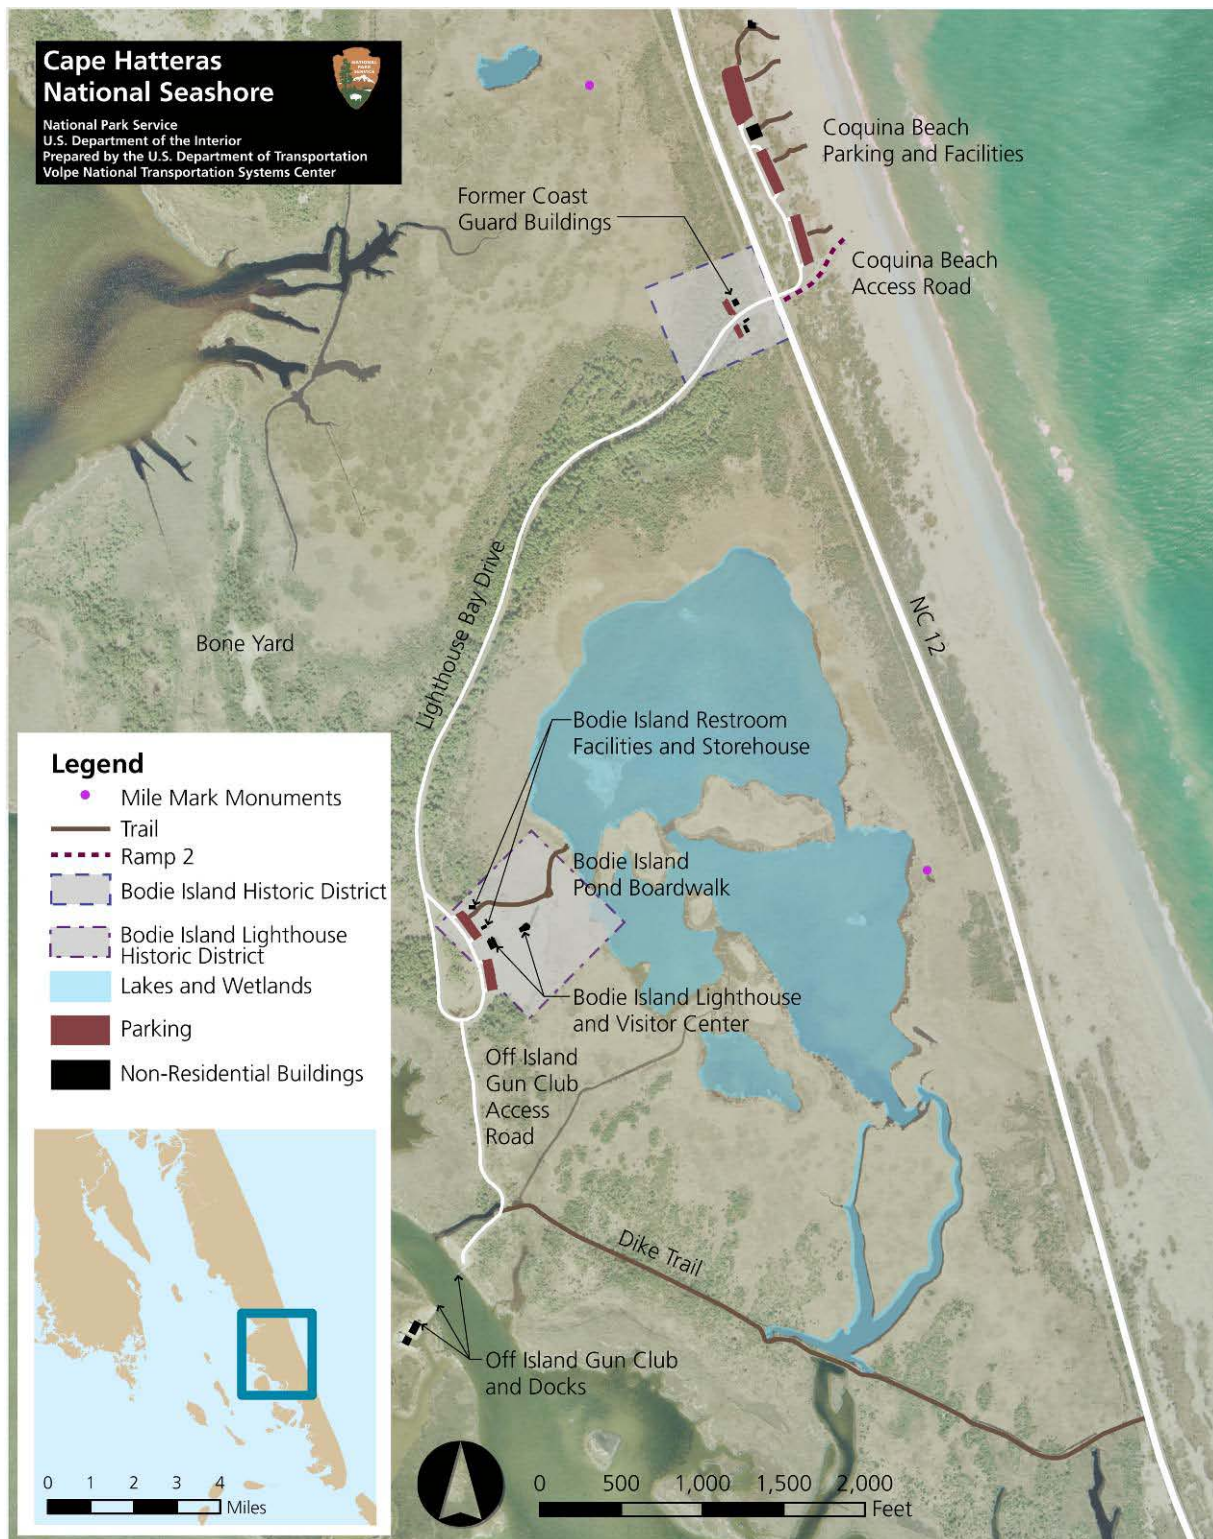 Cape Hatteras
National Seashore
NATIONAL
PARK
SERVICE
National Park Service
U.S. Department of the Interior
Prepared by the U.S. Department of Transportation
Volpe National Transportation Systems Center
Coquina Beach
Parking and Facilities
Former Coast
Guard Buildings
Coquina Beach
Access Road
Lighthouse Bay Drive
NC 12
Bone Yard
Bodie Island Restroom
Facilities and Storehouse
Bodie Island
Pond Boardwalk
Bodie Island Lighthouse
and Visitor Center
Off Island
Gun Club
Access
Road
Dike Trail
Off Island Gun Club
and Docks
Legend
Mile Mark Monuments
Trail
Ramp 2
Bodie Island Historic District
Bodie Island Lighthouse
Historic District
Lakes and Wetlands
Parking
Non-Residential Buildings
0 1 2 3 4
Miles
0 500 1,000 1,500 2,000
Feet